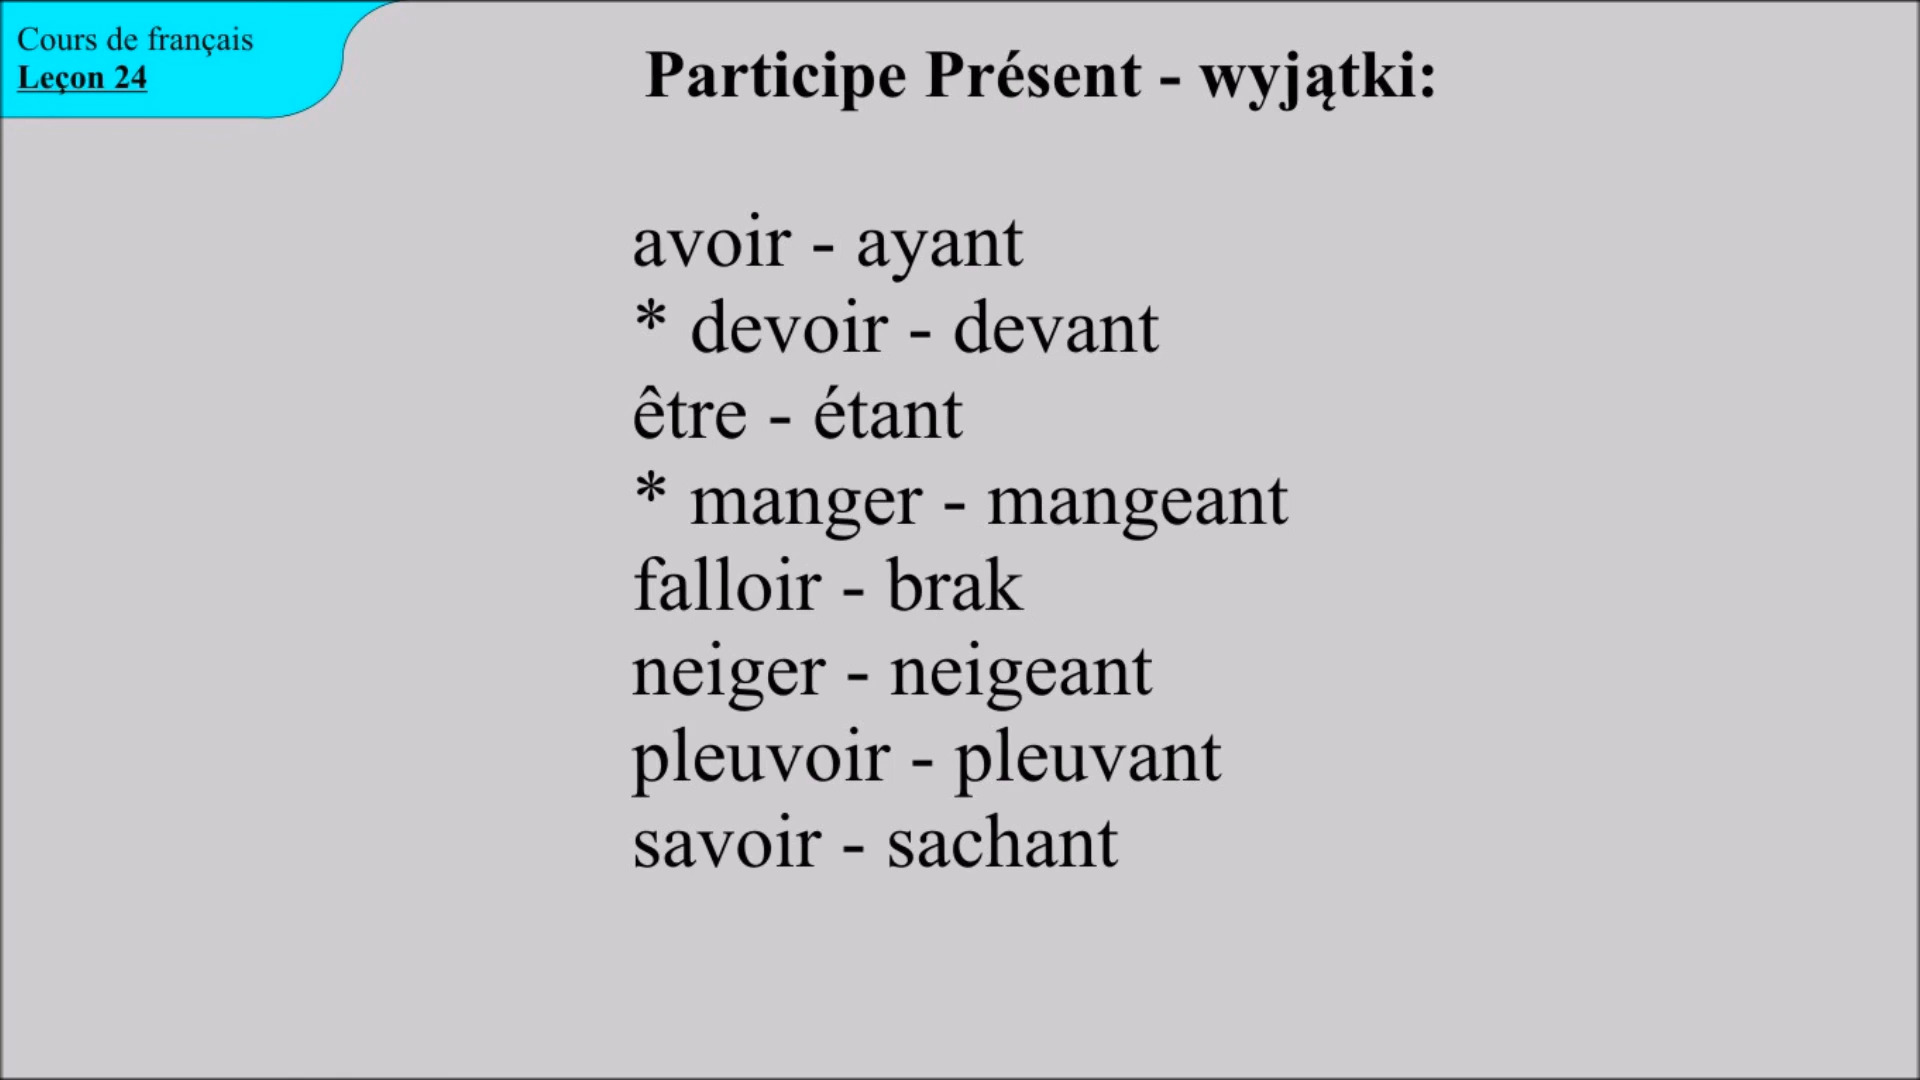 Cours de français
Leçon 24
Participe Présent - wyjątki:
avoir - ayant
* devoir - devant
être - étant
* manger - mangeant
falloir - brak
neiger - neigeant
pleuvoir - pleuvant
savoir - sachant